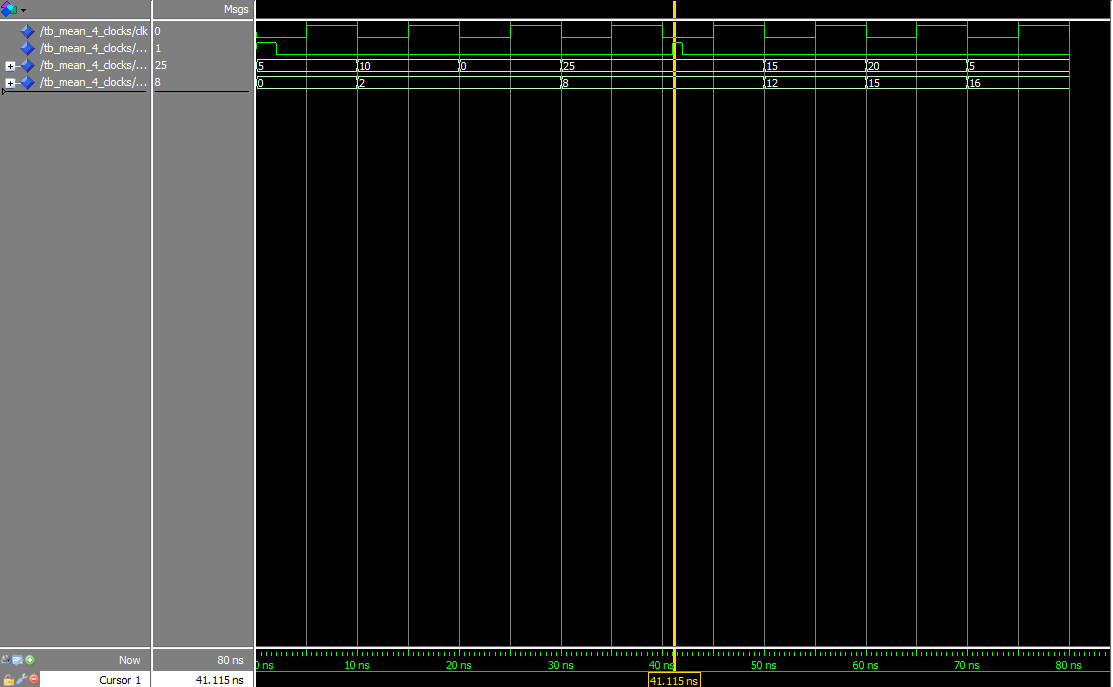 Msgs
/tb_mean_4_clocks/clk 0
/tb_mean_4_clocks/... 1
/tb_mean_4_clocks/... 25 5 10 0 25 15 20 5
/tb_mean_4_clocks/... 8 0 2 8 12 15 16
Now 80 ns 0 ns 10 ns 20 ns 30 ns 40 ns 50 ns 60 ns 70 ns 80 ns
Cursor 1 41.115 ns 41.115 ns